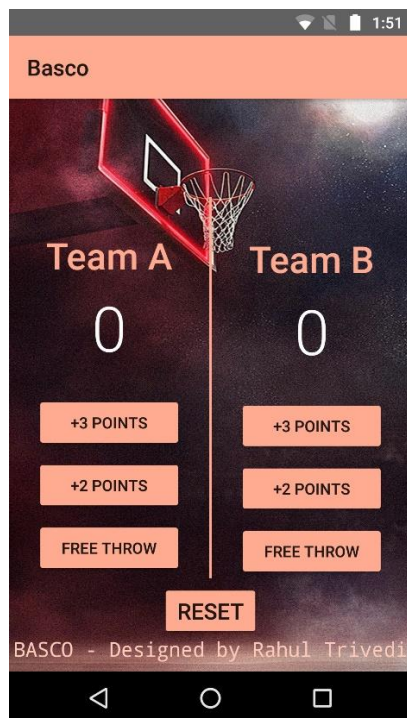 1:51
Basco
Team A
Team B
0
0
+3 POINTS
+3 POINTS
+2 POINTS
+2 POINTS
FREE THROW
FREE THROW
RESET
BASCO - Designed by Rahul Trivedi